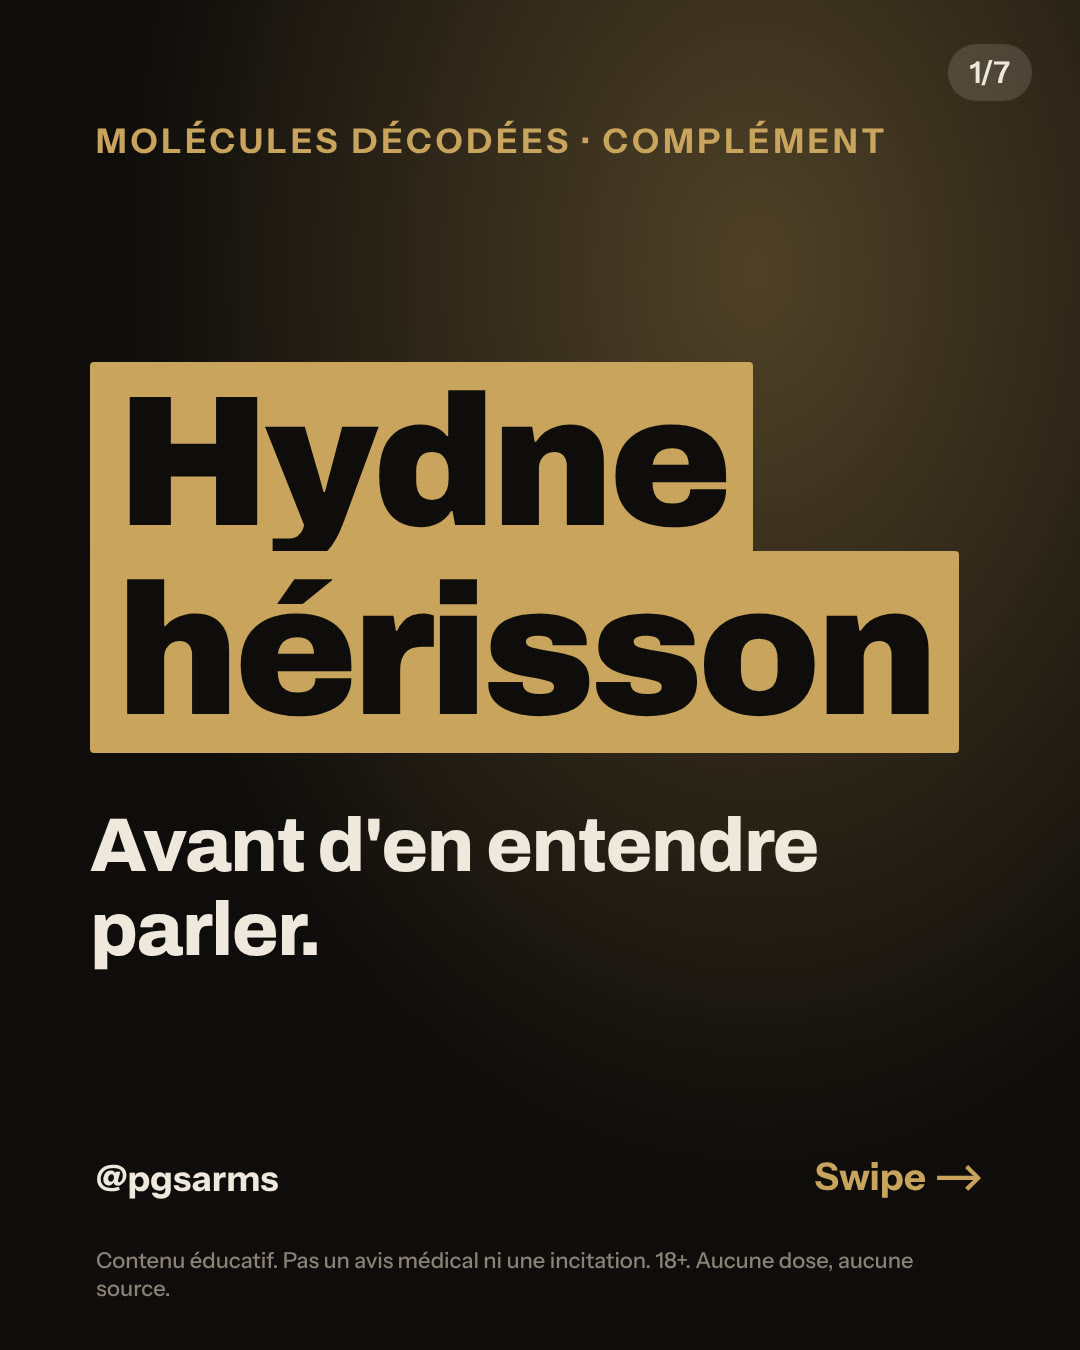 1/7
MOLÉCULES DÉCODÉES · COMPLÉMENT
Hydne
hérisson
Avant d'en entendre
parler.
@pgsarms
Swipe →
Contenu éducatif. Pas un avis médical ni une incitation. 18+. Aucune dose, aucune
source.